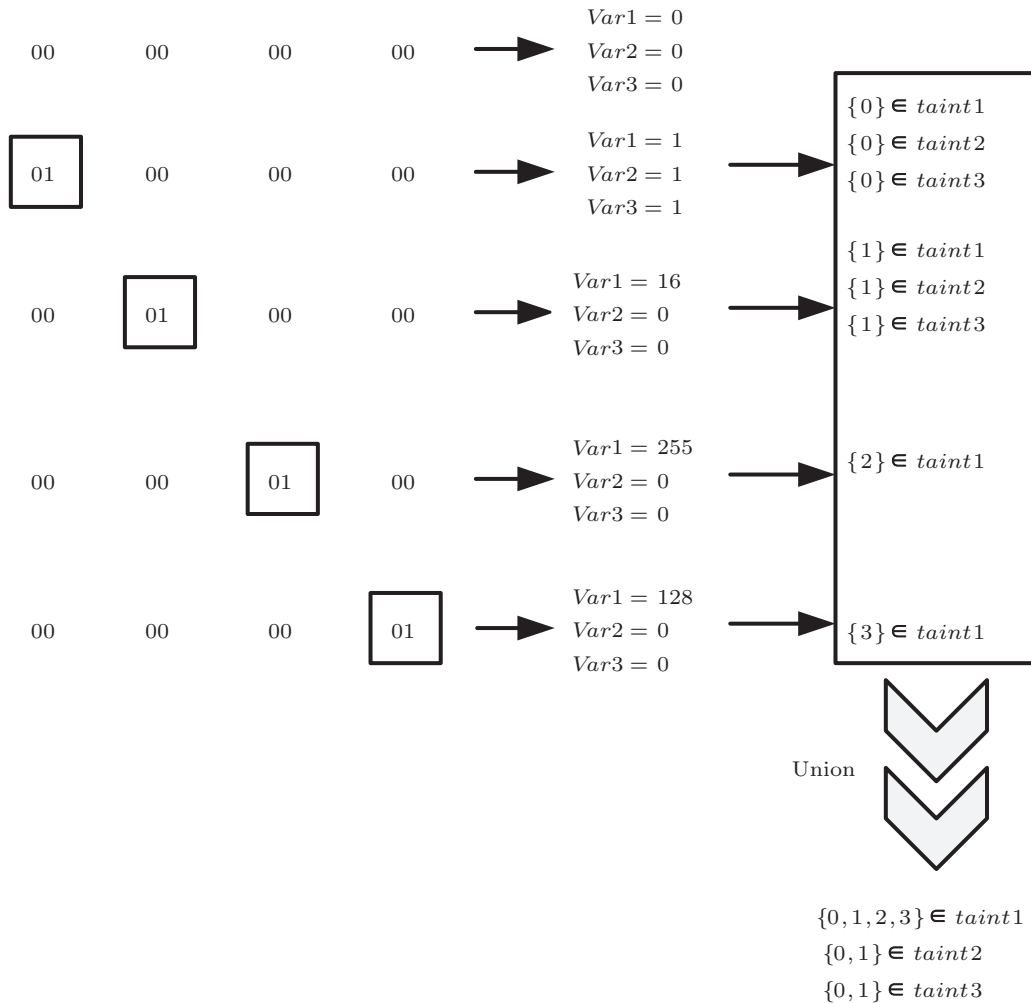 00 00 00 00
Var1 = 0
Var2 = 0
Var3 = 0
01 00 00 00
Var1 = 1
Var2 = 1
Var3 = 1
{0} ∈ taint1
{0} ∈ taint2
{0} ∈ taint3
00 01 00 00
Var1 = 16
Var2 = 0
Var3 = 0
{1} ∈ taint1
{1} ∈ taint2
{1} ∈ taint3
00 00 01 00
Var1 = 255
Var2 = 0
Var3 = 0
{2} ∈ taint1
00 00 00 01
Var1 = 128
Var2 = 0
Var3 = 0
{3} ∈ taint1
Union
{0,1,2,3} ∈ taint1
{0,1} ∈ taint2
{0,1} ∈ taint3